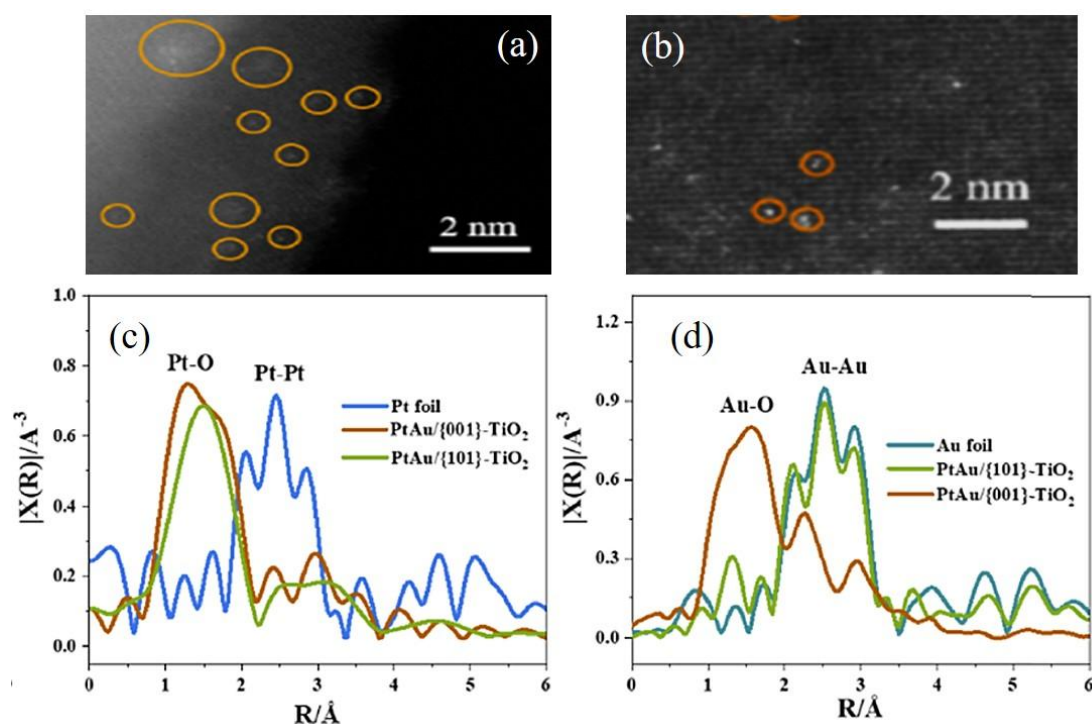 (a)
2 nm
(b)
2 nm
(c)
Pt-O
Pt-Pt
Pt foil
PtAu/{001}-TiO₂
PtAu/{101}-TiO₂
|X(R)|/A⁻³
1.0
0.8
0.6
0.4
0.2
0.0
0 1 2 3 4 5 6
R/Å
(d)
Au-O
Au-Au
Au foil
PtAu/{101}-TiO₂
PtAu/{001}-TiO₂
|X(R)|/A⁻³
1.2
0.9
0.6
0.3
0.0
0 1 2 3 4 5 6
R/Å